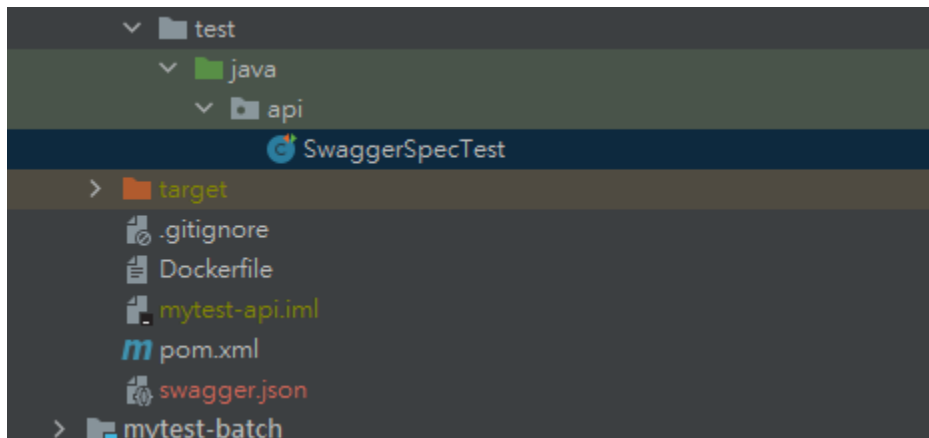 test
java
api
SwaggerSpecTest
target
.gitignore
Dockerfile
mytest-api.iml
pom.xml
swagger.json
mytest-batch